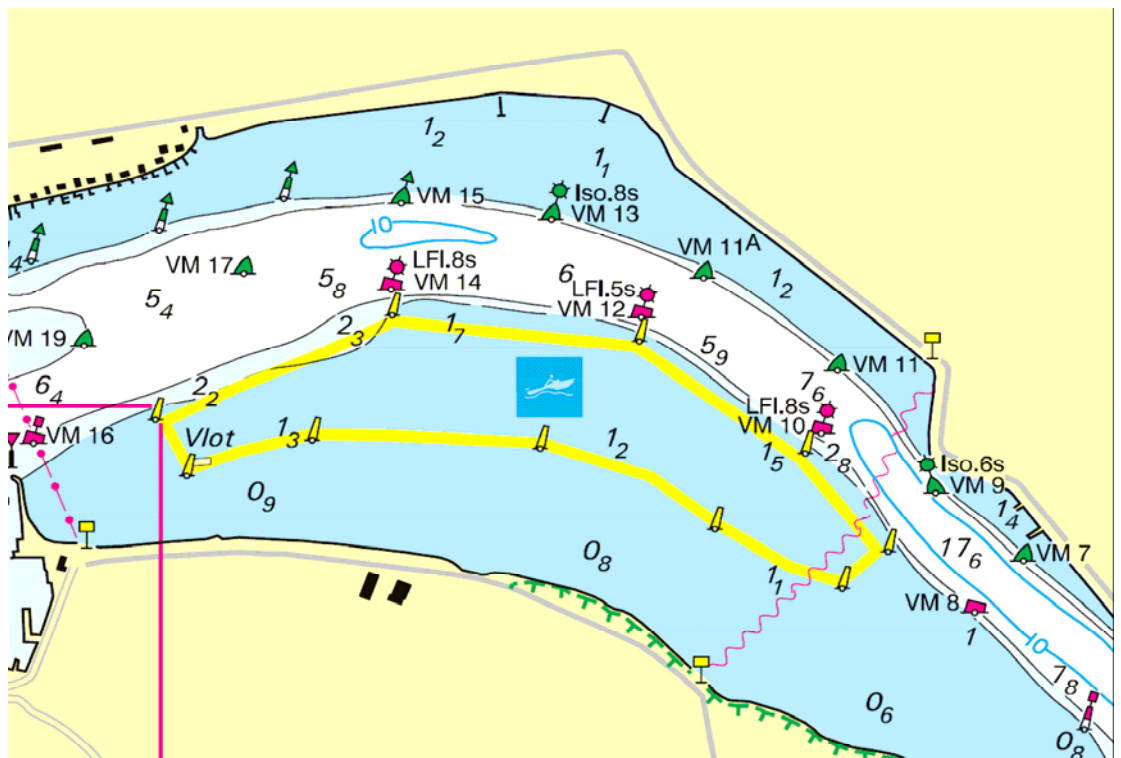 1₂
1₁
Iso.8s
VM 15
VM 13
10
VM 11A
4
VM 17
LFl.8s
VM 14
5₈
6
LFl.5s
VM 12
1₂
5₄
VM 19
2₃
1₇
5₉
VM 11
6₄
2₂
7₆
LFl.8s
VM 10
VM 16
Vlot
1₃
1₂
1₅
2₈
Iso.6s
VM 9
0₉
1₄
0₈
17₆
VM 7
1₁
VM 8
1
10
7₈
0₆
0₈